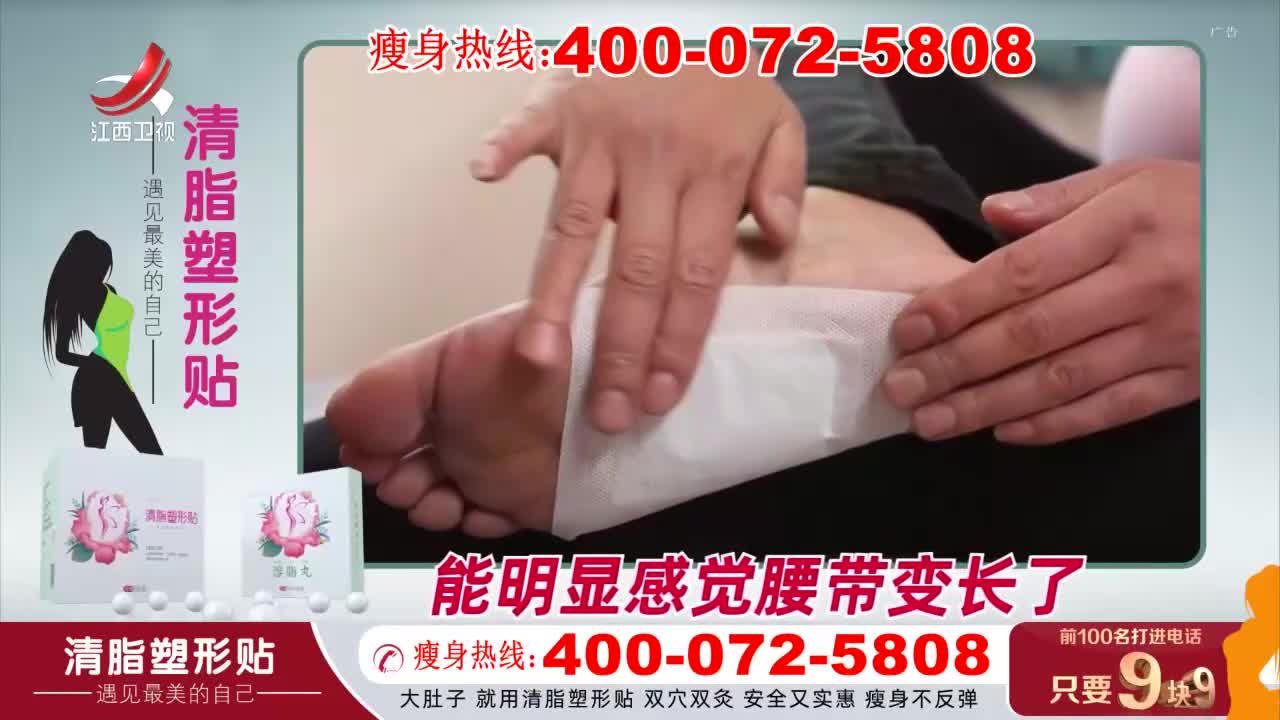 广告
瘦身热线:400-072-5808
江西卫视
清脂塑形贴
遇见最美的自己
清脂塑形贴
能明显感觉腰带变长了
清脂塑形贴
遇见最美的自己
瘦身热线:400-072-5808
大肚子 就用清脂塑形贴 双穴双灸 安全又实惠 瘦身不反弹
前100名打进电话
只要9块9